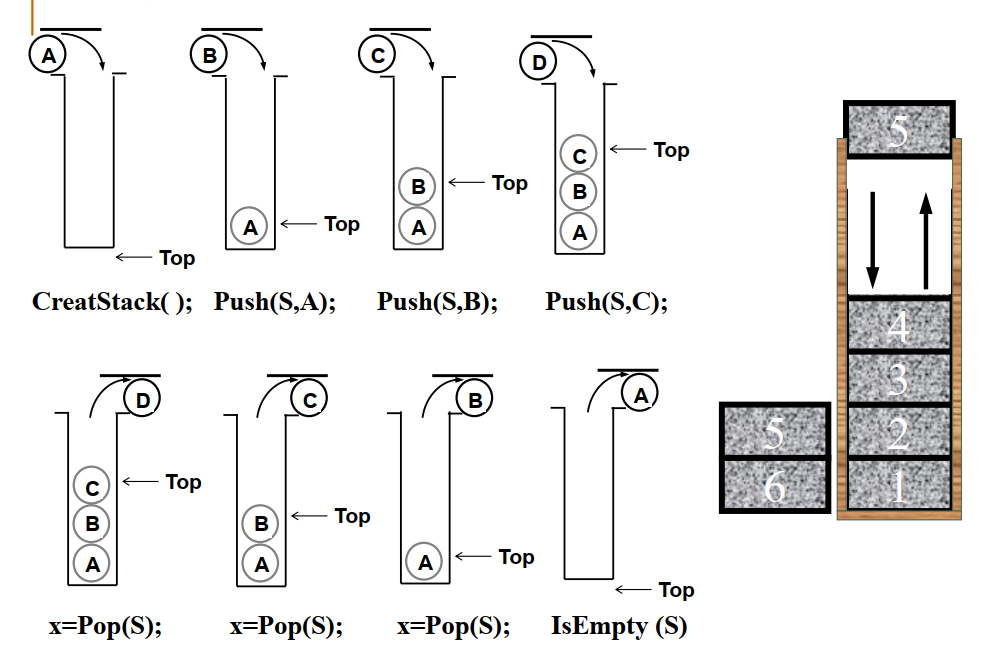 A
B
C
D
A
B
A
C
B
A
Top
Top
Top
Top
CreatStack( );
Push(S,A);
Push(S,B);
Push(S,C);
D
C
B
A
C
B
A
B
A
A
Top
Top
Top
Top
x=Pop(S);
x=Pop(S);
x=Pop(S);
IsEmpty (S)
5
4
3
2
1
5
6